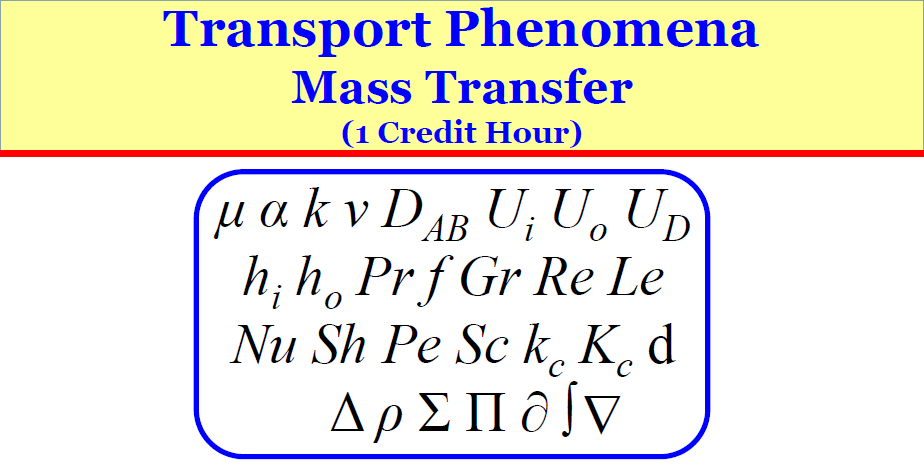 Transport Phenomena
Mass Transfer
(1 Credit Hour)
μ α k ν D_AB U_i U_o U_D
h_i h_o Pr f Gr Re Le
Nu Sh Pe Sc k_c K_c d
Δ ρ Σ Π ∂ ∫ ∇